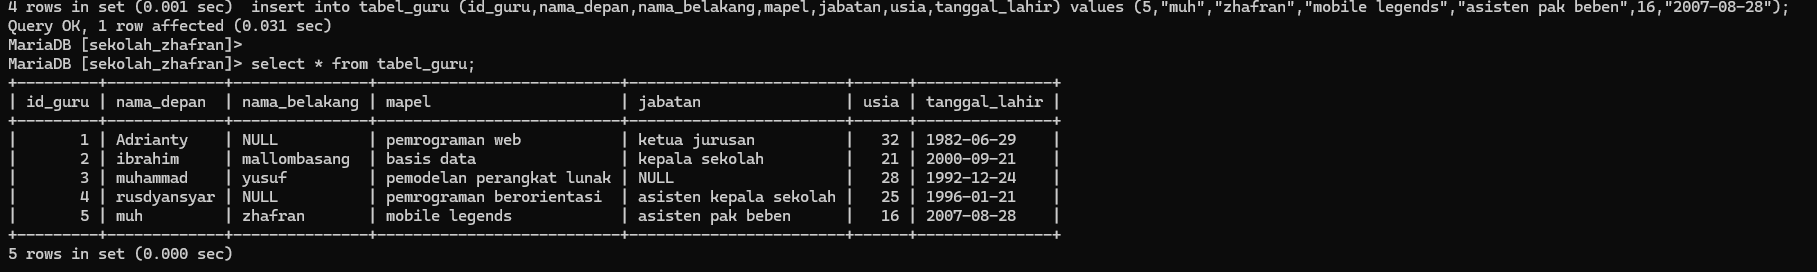 4 rows in set (0.001 sec)  insert into tabel_guru (id_guru,nama_depan,nama_belakang,mapel,jabatan,usia,tanggal_lahir) values (5,"muh","zhafran","mobile legends","asisten pak beben",16,"2007-08-28");
Query OK, 1 row affected (0.031 sec)
MariaDB [sekolah_zhafran]>
MariaDB [sekolah_zhafran]> select * from tabel_guru;
+---------+-------------+---------------+---------------------------+------------------------+------+---------------+
| id_guru | nama_depan  | nama_belakang | mapel                     | jabatan                | usia | tanggal_lahir |
+---------+-------------+---------------+---------------------------+------------------------+------+---------------+
|       1 | Adrianty    | NULL          | pemrograman web           | ketua jurusan          |   32 | 1982-06-29    |
|       2 | ibrahim     | mallombasang  | basis data                | kepala sekolah         |   21 | 2000-09-21    |
|       3 | muhammad    | yusuf         | pemodelan perangkat lunak | NULL                   |   28 | 1992-12-24    |
|       4 | rusdyansyar | NULL          | pemrograman berorientasi  | asisten kepala sekolah |   25 | 1996-01-21    |
|       5 | muh         | zhafran       | mobile legends            | asisten pak beben      |   16 | 2007-08-28    |
+---------+-------------+---------------+---------------------------+------------------------+------+---------------+
5 rows in set (0.000 sec)